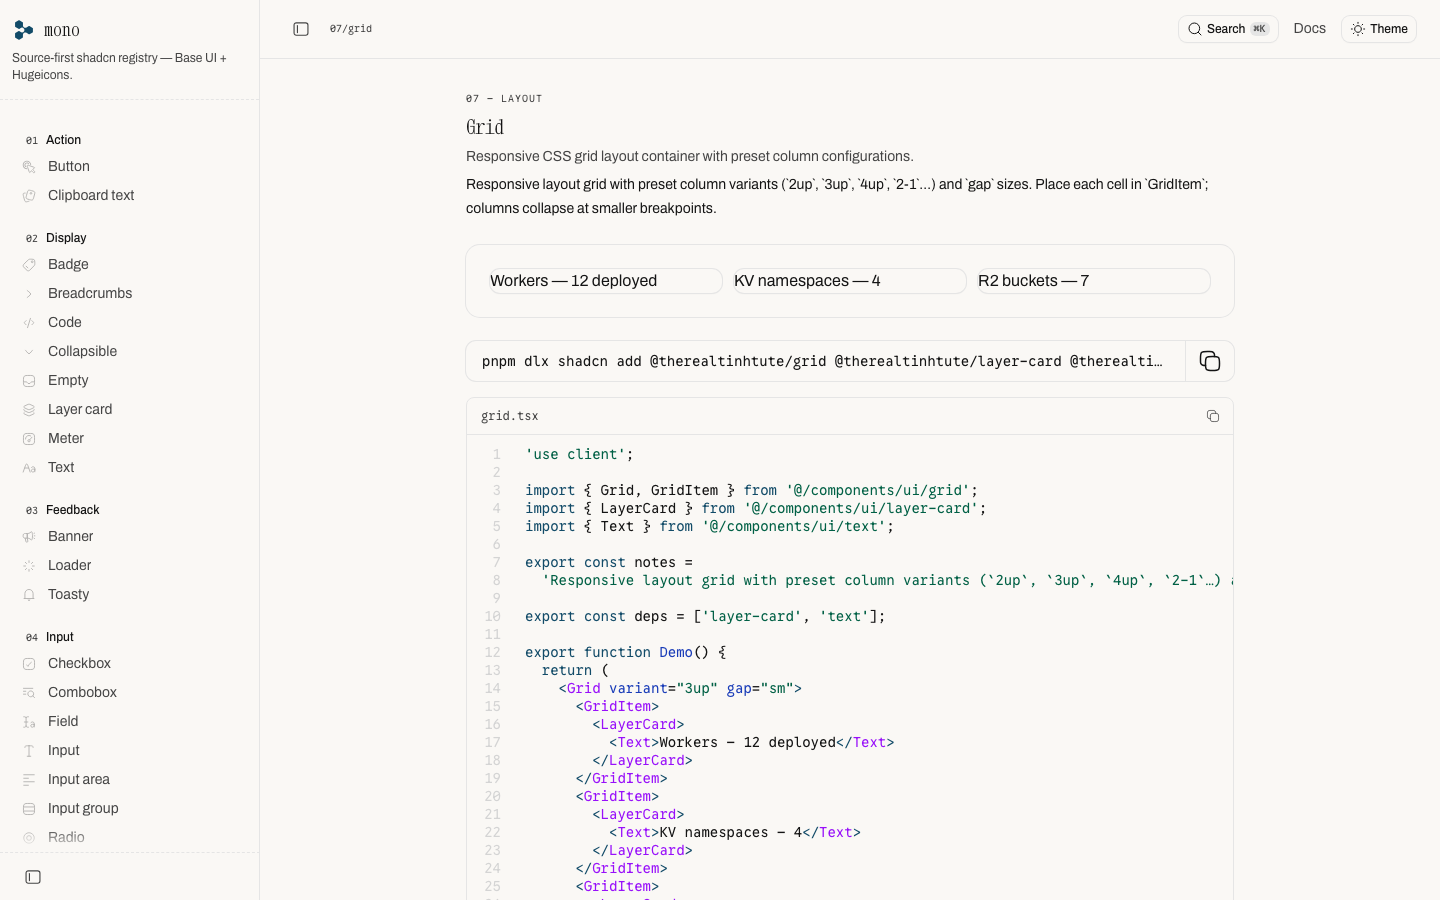 mono
Source-first shadcn registry — Base UI +
Hugeicons.
01 Action
Button
Clipboard text
02 Display
Badge
Breadcrumbs
Code
Collapsible
Empty
Layer card
Meter
Text
03 Feedback
Banner
Loader
Toasty
04 Input
Checkbox
Combobox
Field
Input
Input area
Input group
Radio
07/grid
Search ⌘K
Docs
Theme
07 — LAYOUT
Grid
Responsive CSS grid layout container with preset column configurations.
Responsive layout grid with preset column variants (`2up`, `3up`, `4up`, `2-1`…) and `gap` sizes. Place each cell in `GridItem`;
columns collapse at smaller breakpoints.
Workers — 12 deployed
KV namespaces — 4
R2 buckets — 7
pnpm dlx shadcn add @therealtinhtute/grid @therealtinhtute/layer-card @therealti…
grid.tsx
1 'use client';
2
3 import { Grid, GridItem } from '@/components/ui/grid';
4 import { LayerCard } from '@/components/ui/layer-card';
5 import { Text } from '@/components/ui/text';
6
7 export const notes =
8 'Responsive layout grid with preset column variants (`2up`, `3up`, `4up`, `2-1`…)
9
10 export const deps = ['layer-card', 'text'];
11
12 export function Demo() {
13 return (
14 <Grid variant="3up" gap="sm">
15 <GridItem>
16 <LayerCard>
17 <Text>Workers — 12 deployed</Text>
18 </LayerCard>
19 </GridItem>
20 <GridItem>
21 <LayerCard>
22 <Text>KV namespaces — 4</Text>
23 </LayerCard>
24 </GridItem>
25 <GridItem>